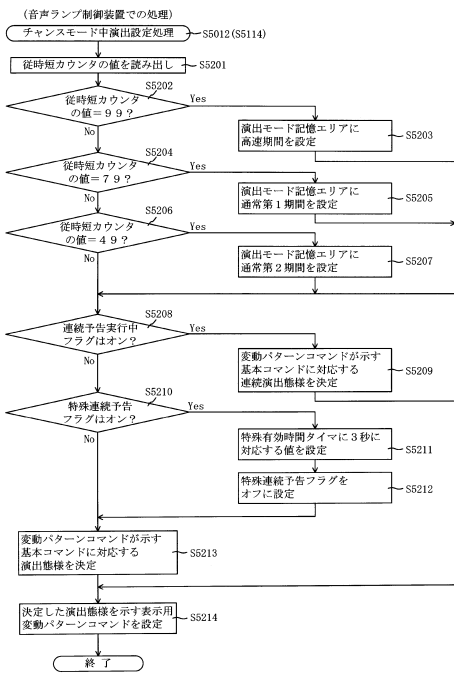 (音声ランプ制御装置での処理)
チャンスモード中演出設定処理
S5012(S5114)
従時短カウンタの値を読み出し
S5201
S5202
従時短カウンタ
の値=99?
Yes
No
演出モード記憶エリアに
高速期間を設定
S5203
S5204
従時短カウンタ
の値=79?
Yes
No
演出モード記憶エリアに
通常第1期間を設定
S5205
S5206
従時短カウンタ
の値=49?
Yes
No
演出モード記憶エリアに
通常第2期間を設定
S5207
S5208
連続予告実行中
フラグはオン?
Yes
No
変動パターンコマンドが示す
基本コマンドに対応する
連続演出態様を決定
S5209
S5210
特殊連続予告
フラグはオン?
Yes
No
特殊有効時間タイマに3秒に
対応する値を設定
S5211
特殊連続予告フラグを
オフに設定
S5212
変動パターンコマンドが示す
基本コマンドに対応する
演出態様を決定
S5213
決定した演出態様を示す表示用
変動パターンコマンドを設定
S5214
終了